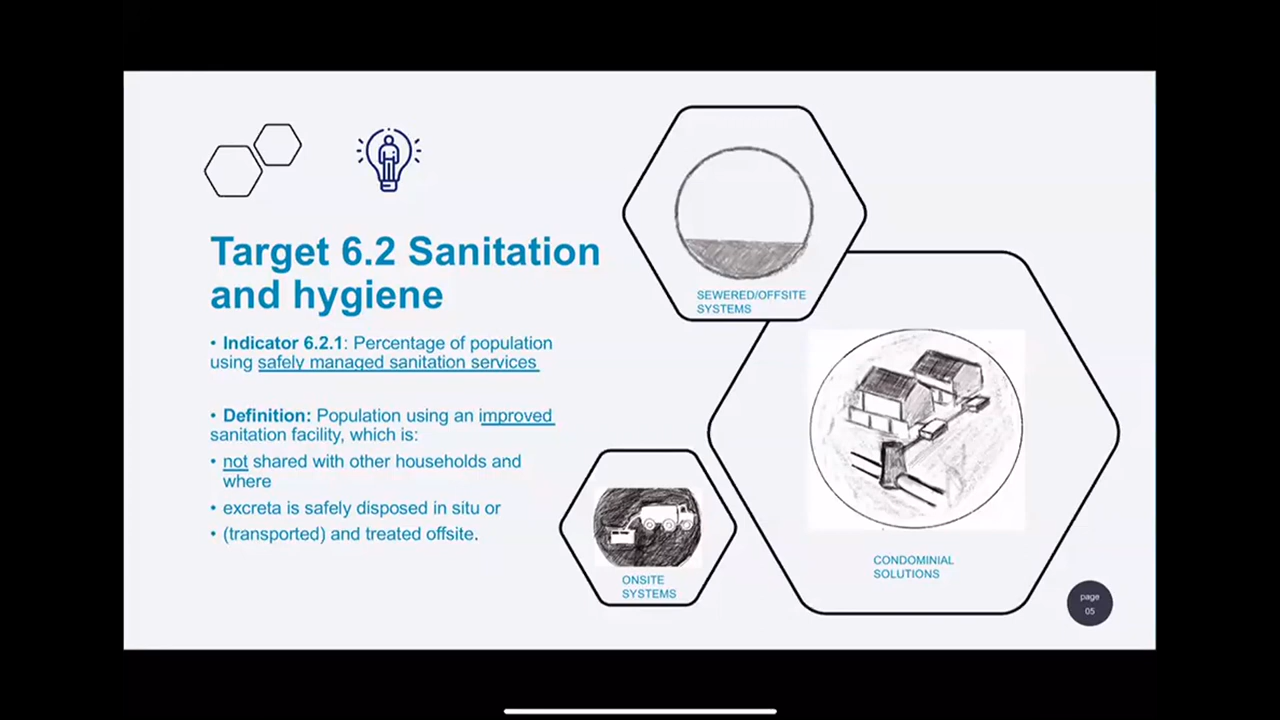 Target 6.2 Sanitation
and hygiene
• Indicator 6.2.1: Percentage of population
using safely managed sanitation services
• Definition: Population using an improved
sanitation facility, which is:
• not shared with other households and
where
• excreta is safely disposed in situ or
• (transported) and treated offsite.
SEWERED/OFFSITE
SYSTEMS
ONSITE
SYSTEMS
CONDOMINIAL
SOLUTIONS
page
05